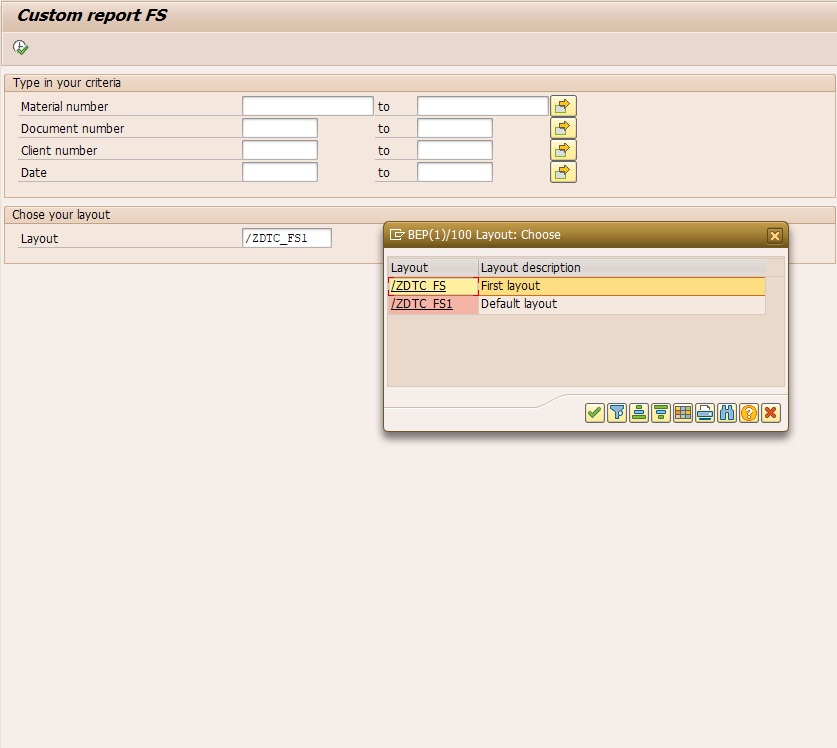 Custom report FS
Type in your criteria
Material number to
Document number to
Client number to
Date to
Chose your layout
Layout /ZDTC_FS1
BEP(1)/100 Layout: Choose
Layout Layout description
/ZDTC_FS First layout
/ZDTC_FS1 Default layout